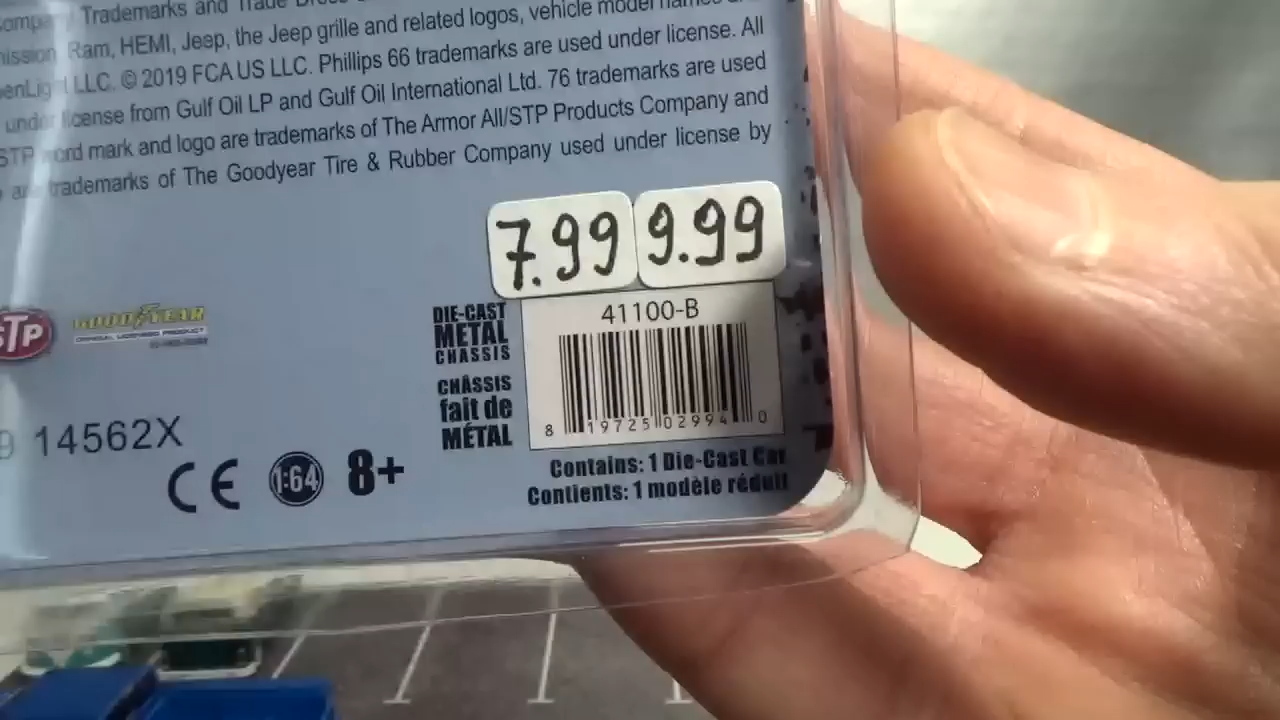 Trademarks and Trade
Ram, HEMI, Jeep, the Jeep grille and related logos, vehicle model names
LLC. © 2019 FCA US LLC. Phillips 66 trademarks are used under license. All
under license from Gulf Oil LP and Gulf Oil International Ltd. 76 trademarks are used
STP word mark and logo are trademarks of The Armor All/STP Products Company and
are trademarks of The Goodyear Tire & Rubber Company used under license by
7.99 9.99
STP GOODYEAR
DIE-CAST
METAL
CHASSIS
CHÂSSIS
fait de
MÉTAL
41100-B
8 19725 02994 0
9 14562X
CE 1:64 8+
Contains: 1 Die-Cast Car
Contients: 1 modèle réduit